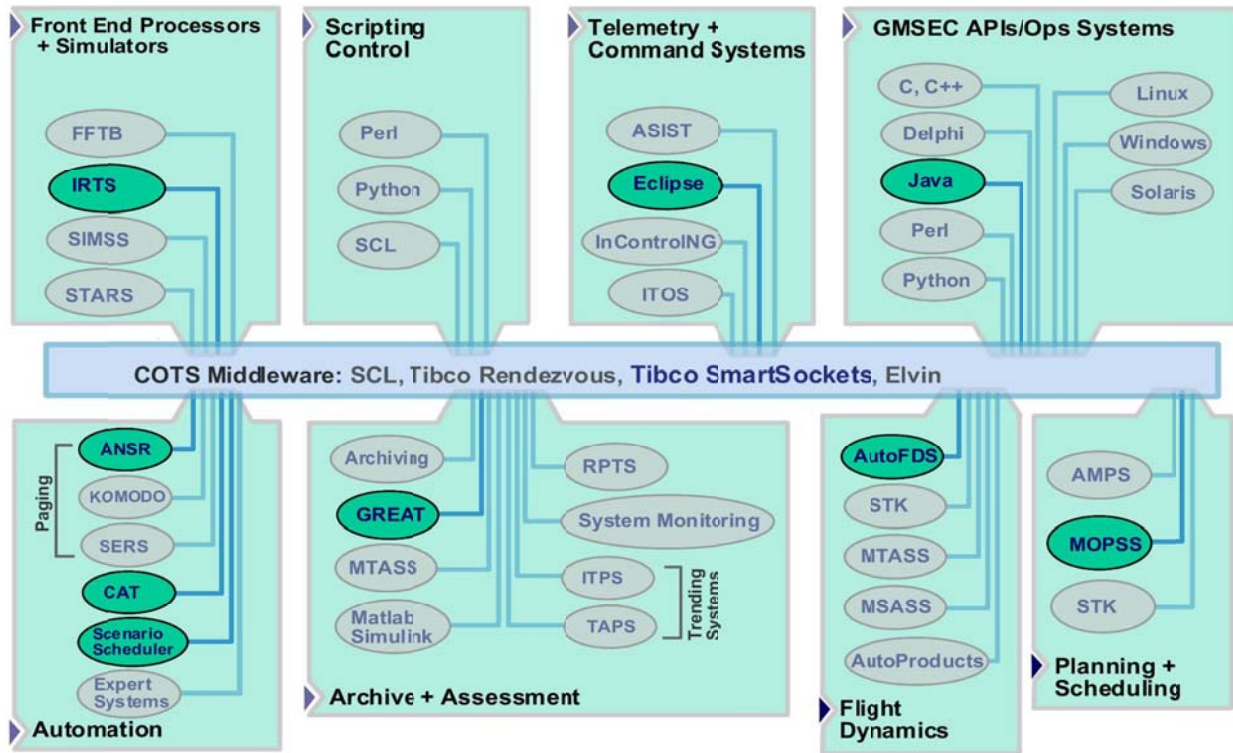 Front End Processors
+ Simulators
FFTB
IRTS
SIMSS
STARS
Scripting
Control
Perl
Python
SCL
Telemetry +
Command Systems
ASIST
Eclipse
InControlNG
ITOS
GMSEC APIs/Ops Systems
C, C++
Delphi
Java
Perl
Python
Linux
Windows
Solaris
COTS Middleware: SCL, Tibco Rendezvous, Tibco SmartSockets, Elvin
Paging
ANSR
KOMODO
SERS
CAT
Scenario
Scheduler
Expert
Systems
Automation
Archiving
GREAT
MTASS
Matlab
Simulink
RPTS
System Monitoring
ITPS
TAPS
Trending
Systems
Archive + Assessment
AutoFDS
STK
MTASS
MSASS
AutoProducts
Flight
Dynamics
AMPS
MOPSS
STK
Planning +
Scheduling